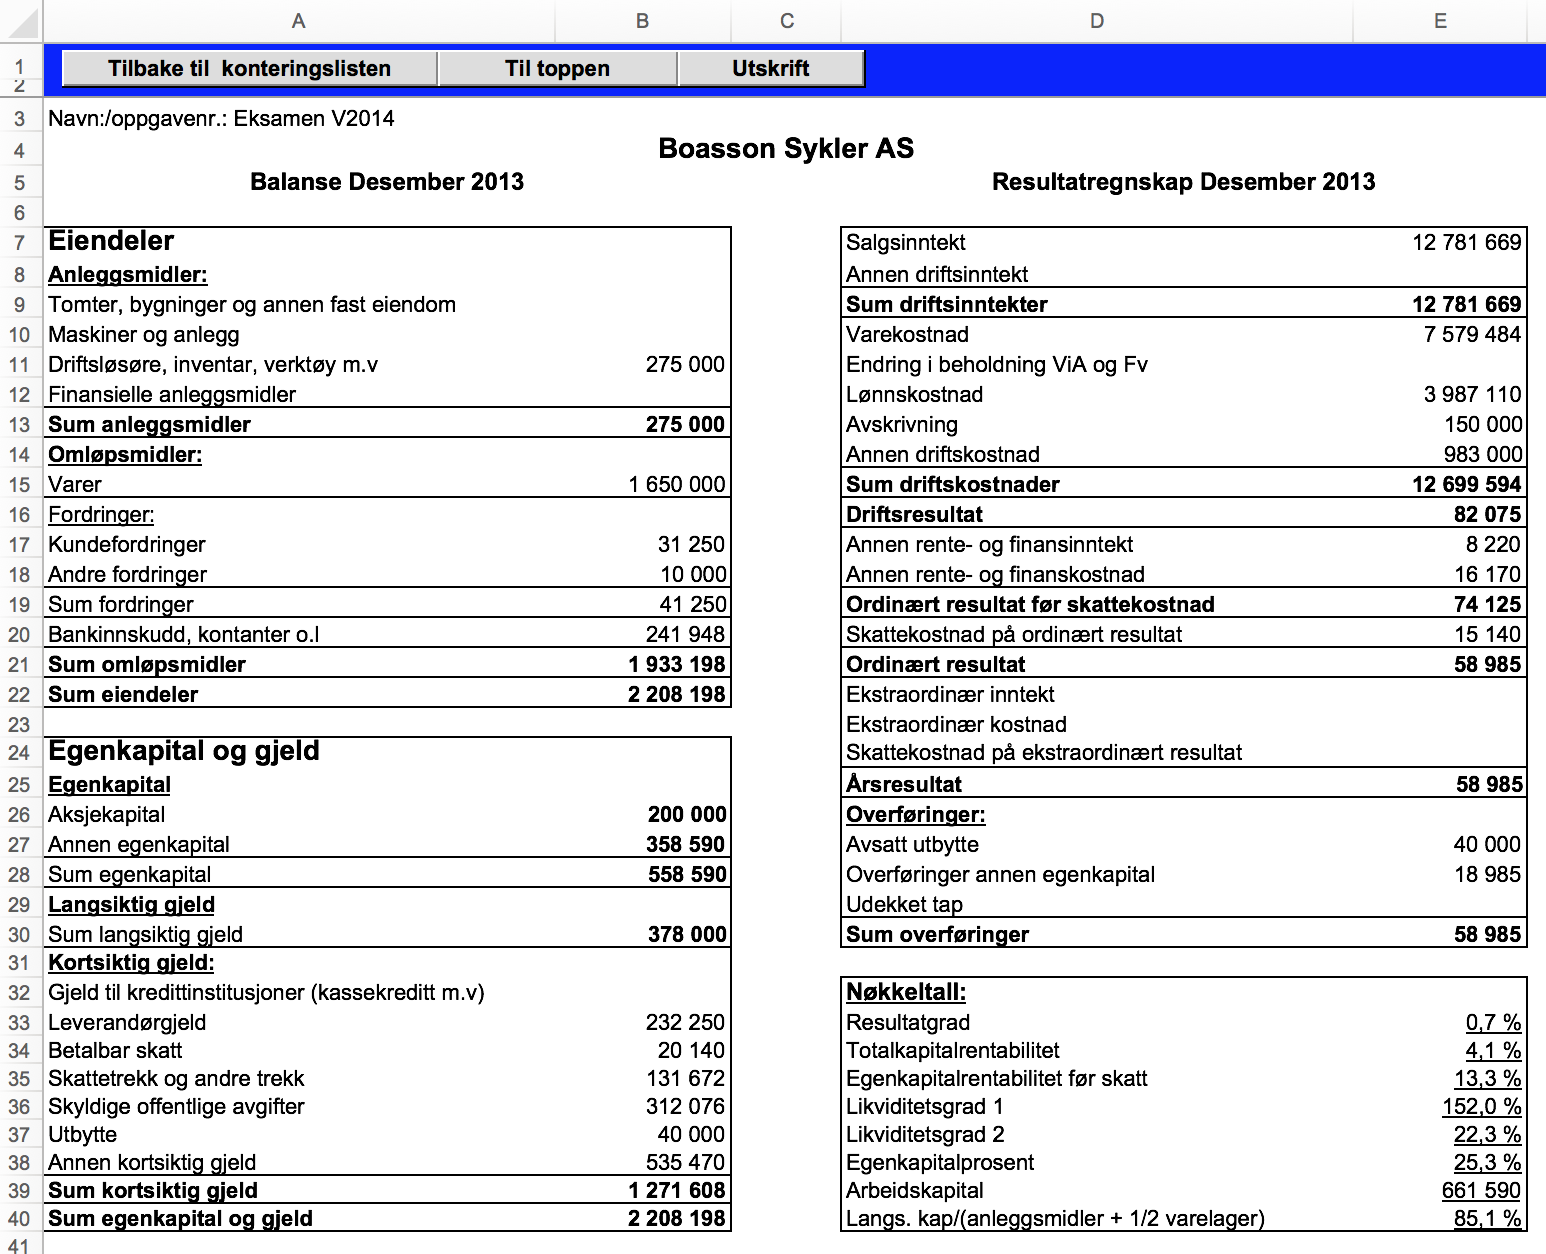 A B C D E
1 Tilbake til konteringslisten Til toppen Utskrift
2
3 Navn:/oppgavenr.: Eksamen V2014
4 Boasson Sykler AS
5 Balanse Desember 2013 Resultatregnskap Desember 2013
6
7 Eiendeler Salgsinntekt 12 781 669
8 Anleggsmidler: Annen driftsinntekt
9 Tomter, bygninger og annen fast eiendom Sum driftsinntekter 12 781 669
10 Maskiner og anlegg Varekostnad 7 579 484
11 Driftsløsøre, inventar, verktøy m.v 275 000 Endring i beholdning ViA og Fv
12 Finansielle anleggsmidler Lønnskostnad 3 987 110
13 Sum anleggsmidler 275 000 Avskrivning 150 000
14 Omløpsmidler: Annen driftskostnad 983 000
15 Varer 1 650 000 Sum driftskostnader 12 699 594
16 Fordringer: Driftsresultat 82 075
17 Kundefordringer 31 250 Annen rente- og finansinntekt 8 220
18 Andre fordringer 10 000 Annen rente- og finanskostnad 16 170
19 Sum fordringer 41 250 Ordinært resultat før skattekostnad 74 125
20 Bankinnskudd, kontanter o.l 241 948 Skattekostnad på ordinært resultat 15 140
21 Sum omløpsmidler 1 933 198 Ordinært resultat 58 985
22 Sum eiendeler 2 208 198 Ekstraordinær inntekt
23 Ekstraordinær kostnad
24 Egenkapital og gjeld Skattekostnad på ekstraordinært resultat
25 Egenkapital Årsresultat 58 985
26 Aksjekapital 200 000 Overføringer:
27 Annen egenkapital 358 590 Avsatt utbytte 40 000
28 Sum egenkapital 558 590 Overføringer annen egenkapital 18 985
29 Langsiktig gjeld Udekket tap
30 Sum langsiktig gjeld 378 000 Sum overføringer 58 985
31 Kortsiktig gjeld:
32 Gjeld til kredittinstitusjoner (kassekreditt m.v) Nøkkeltall:
33 Leverandørgjeld 232 250 Resultatgrad 0,7 %
34 Betalbar skatt 20 140 Totalkapitalrentabilitet 4,1 %
35 Skattetrekk og andre trekk 131 672 Egenkapitalrentabilitet før skatt 13,3 %
36 Skyldige offentlige avgifter 312 076 Likviditetsgrad 1 152,0 %
37 Utbytte 40 000 Likviditetsgrad 2 22,3 %
38 Annen kortsiktig gjeld 535 470 Egenkapitalprosent 25,3 %
39 Sum kortsiktig gjeld 1 271 608 Arbeidskapital 661 590
40 Sum egenkapital og gjeld 2 208 198 Langs. kap/(anleggsmidler + 1/2 varelager) 85,1 %
41